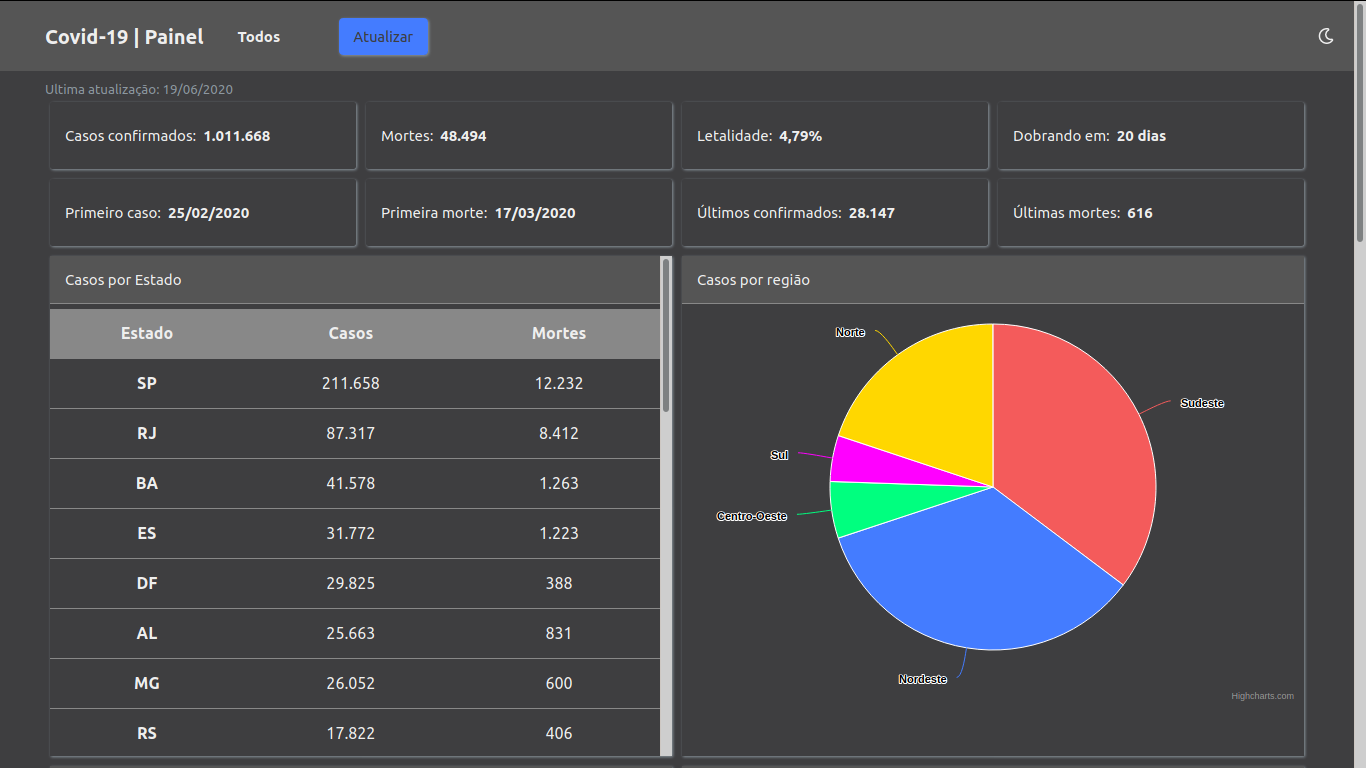 Covid-19 | Painel Todos Atualizar
Ultima atualização: 19/06/2020
Casos confirmados: 1.011.668
Mortes: 48.494
Letalidade: 4,79%
Dobrando em: 20 dias
Primeiro caso: 25/02/2020
Primeira morte: 17/03/2020
Últimos confirmados: 28.147
Últimas mortes: 616
Casos por Estado
Estado Casos Mortes
SP 211.658 12.232
RJ 87.317 8.412
BA 41.578 1.263
ES 31.772 1.223
DF 29.825 388
AL 25.663 831
MG 26.052 600
RS 17.822 406
Casos por região
Norte
Sudeste
Sul
Centro-Oeste
Nordeste
Highcharts.com